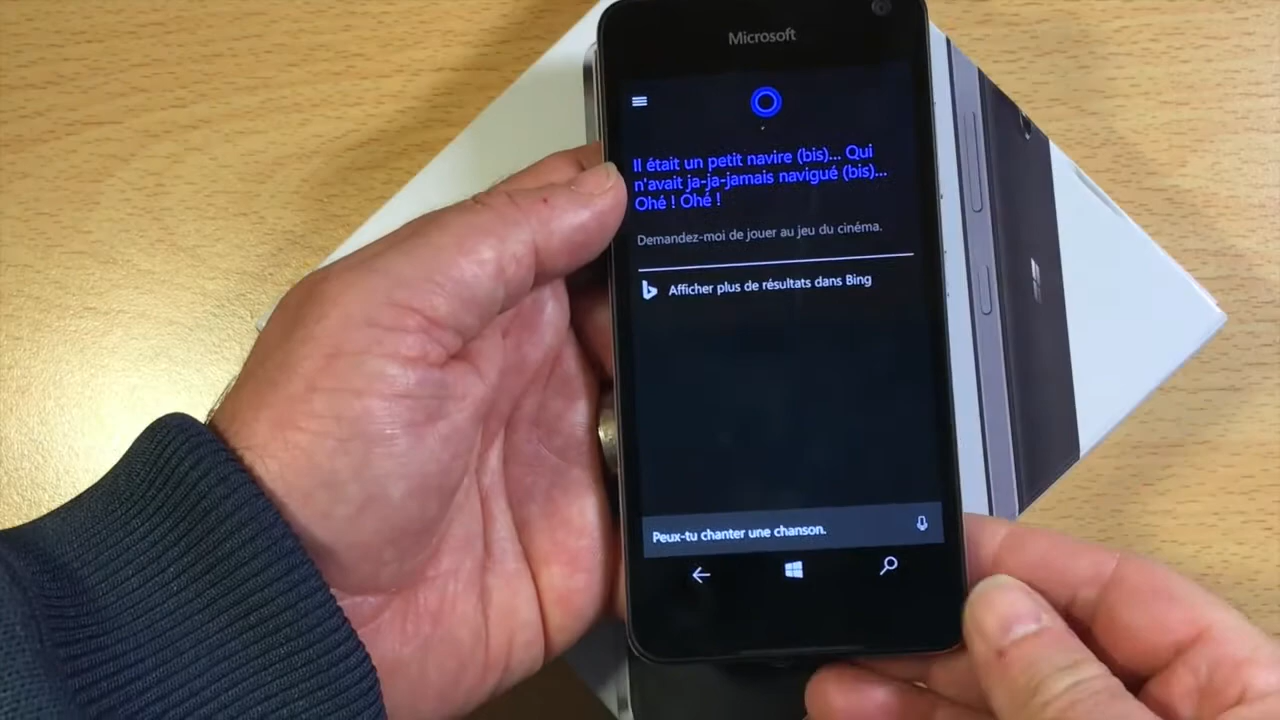 Microsoft
Il était un petit navire (bis)... Qui
n'avait ja-ja-jamais navigué (bis)...
Ohé ! Ohé !
Demandez-moi de jouer au jeu du cinéma.
Afficher plus de résultats dans Bing
Peux-tu chanter une chanson.